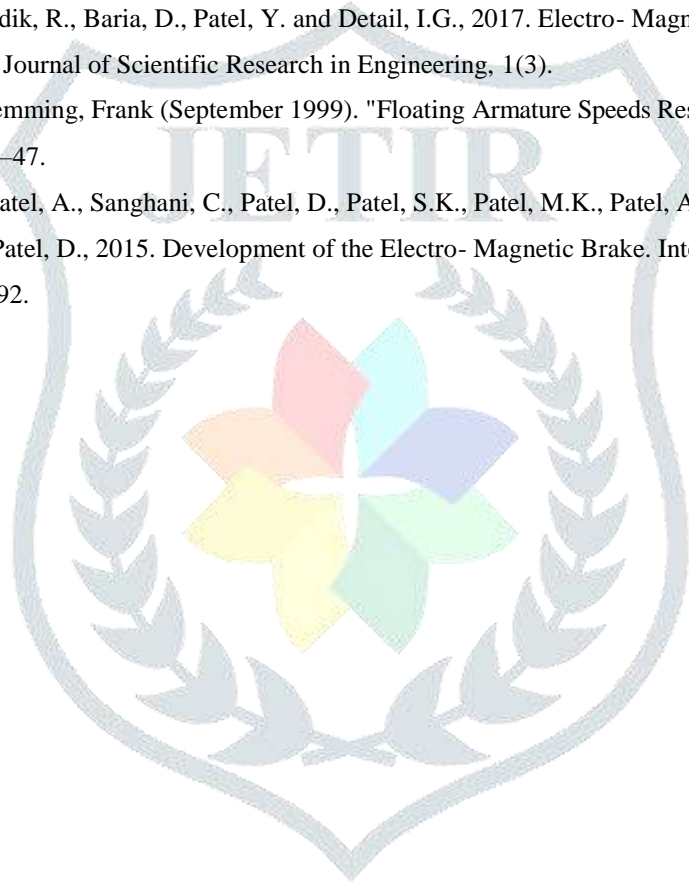 dik, R., Baria, D., Patel, Y. and Detail, I.G., 2017. Electro- Magn
Journal of Scientific Research in Engineering, 1(3).
emming, Frank (September 1999). "Floating Armature Speeds Res
–47.
atel, A., Sanghani, C., Patel, D., Patel, S.K., Patel, M.K., Patel, A
Patel, D., 2015. Development of the Electro- Magnetic Brake. Inte
92.
JETIR